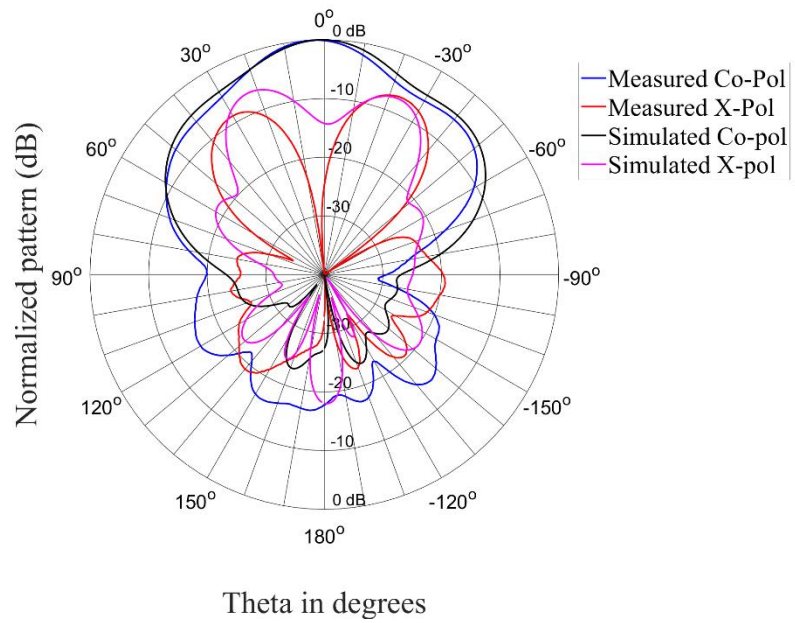 0°
0 dB
30°
-30°
-10
Measured Co-Pol
Measured X-Pol
Simulated Co-pol
Simulated X-pol
60°
-60°
-20
-30
Normalized pattern (dB)
90°
-90°
-30
-20
120°
-150°
-10
150°
-120°
0 dB
180°
Theta in degrees